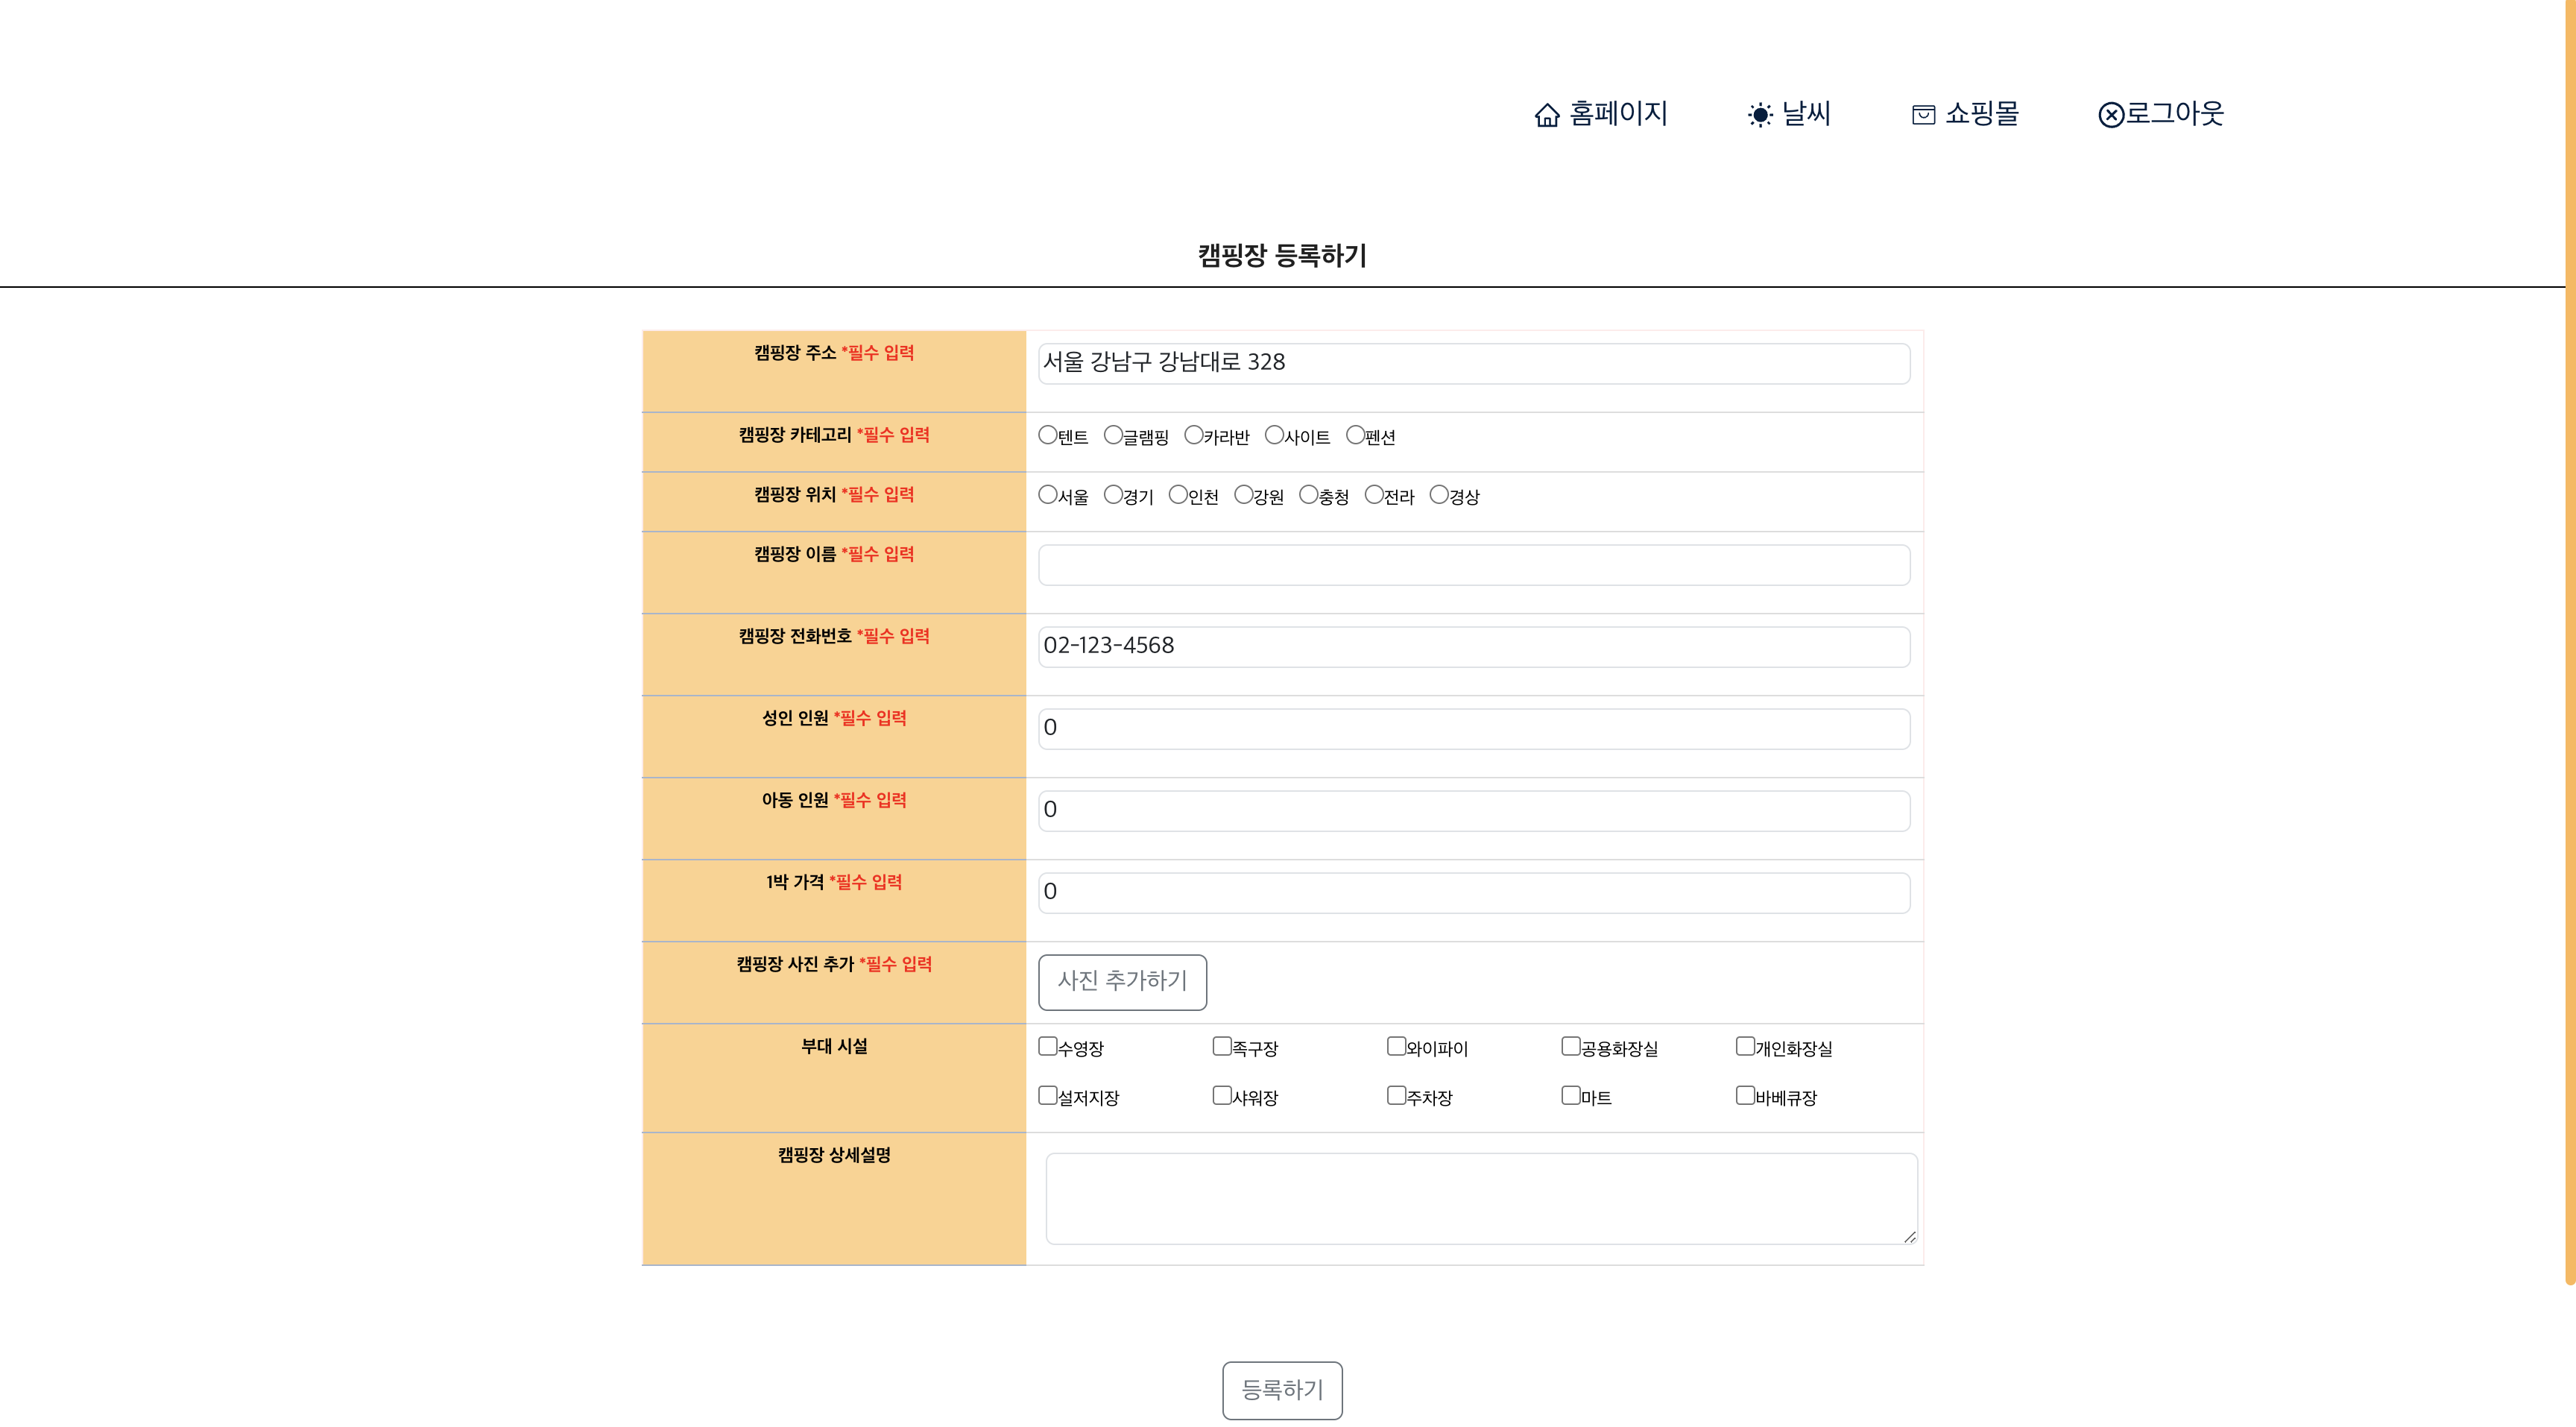 홈페이지 날씨 쇼핑몰 로그아웃
캠핑장 등록하기
캠핑장 주소 *필수 입력 서울 강남구 강남대로 328
캠핑장 카테고리 *필수 입력 텐트 글램핑 카라반 사이트 펜션
캠핑장 위치 *필수 입력 서울 경기 인천 강원 충청 전라 경상
캠핑장 이름 *필수 입력
캠핑장 전화번호 *필수 입력 02-123-4568
성인 인원 *필수 입력 0
아동 인원 *필수 입력 0
1박 가격 *필수 입력 0
캠핑장 사진 추가 *필수 입력 사진 추가하기
부대 시설 수영장 족구장 와이파이 공용화장실 개인화장실
설저지장 샤워장 주차장 마트 바베큐장
캠핑장 상세설명
등록하기